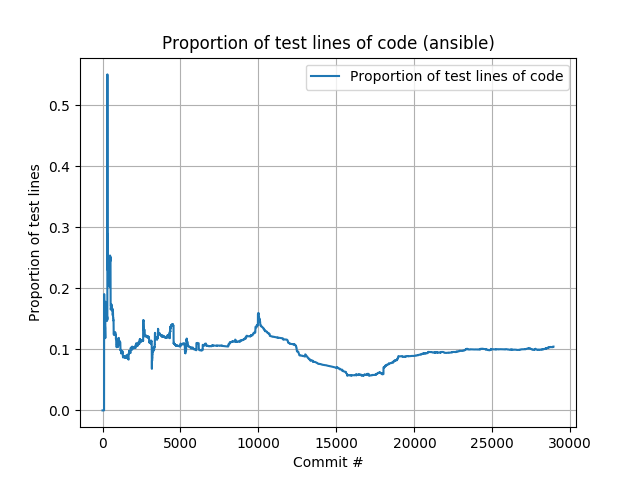 Proportion of test lines of code (ansible)
Proportion of test lines of code
Proportion of test lines
0.5
0.4
0.3
0.2
0.1
0.0
0 5000 10000 15000 20000 25000 30000
Commit #